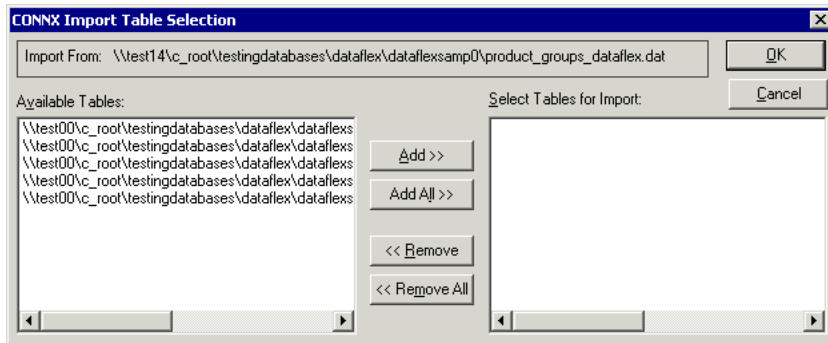 CONNX Import Table Selection
Import From: \\test14\c_root\testingdatabases\dataflex\dataflexsamp0\product_groups_dataflex.dat
OK
Cancel
Available Tables:
Select Tables for Import:
\\test00\c_root\testingdatabases\dataflex\dataflexs
\\test00\c_root\testingdatabases\dataflex\dataflexs
\\test00\c_root\testingdatabases\dataflex\dataflexs
\\test00\c_root\testingdatabases\dataflex\dataflexs
\\test00\c_root\testingdatabases\dataflex\dataflexs
Add >>
Add All >>
<< Remove
<< Remove All